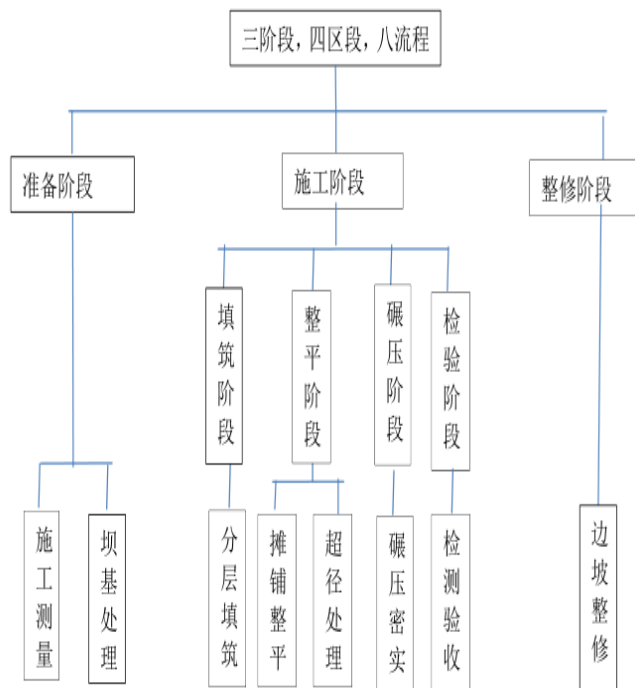 三阶段，四区段，八流程
准备阶段
施工阶段
整修阶段
填筑阶段
整平阶段
碾压阶段
检验阶段
施工测量
坝基处理
分层填筑
摊铺整平
超径处理
碾压密实
检测验收
边坡整修